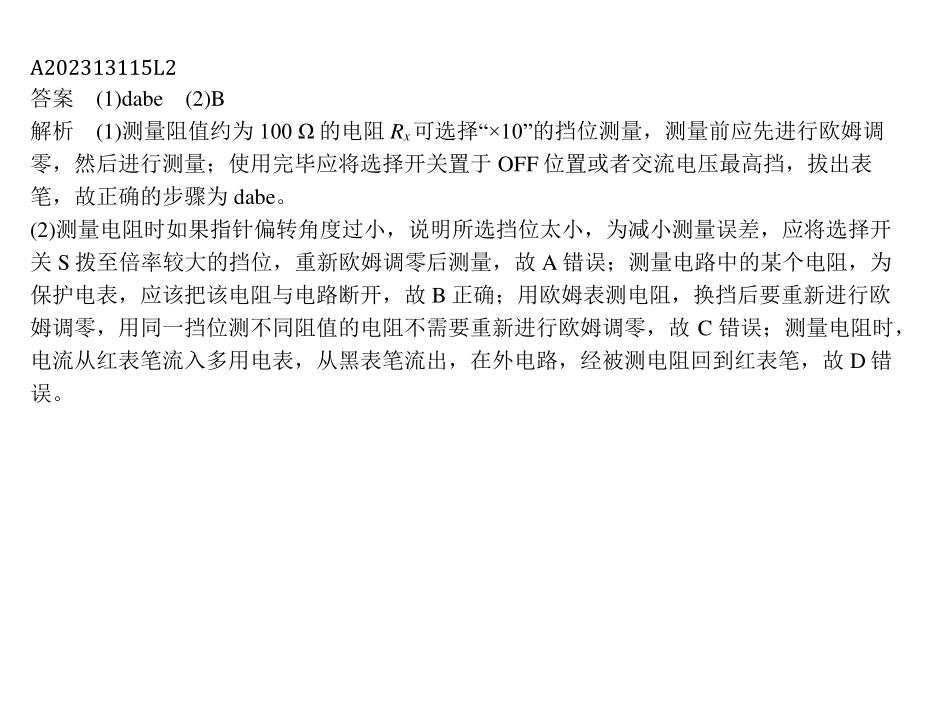 A202313115L2
答案　(1)dabe　(2)B
解析　(1)测量阻值约为 100 Ω 的电阻 Rx可选择“×10”的挡位测量，测量前应先进行欧姆调
零，然后进行测量；使用完毕应将选择开关置于 OFF 位置或者交流电压最高挡，拔出表
笔，故正确的步骤为 dabe。
(2)测量电阻时如果指针偏转角度过小，说明所选挡位太小，为减小测量误差，应将选择开
关 S 拨至倍率较大的挡位，重新欧姆调零后测量，故 A 错误；测量电路中的某个电阻，为
保护电表，应该把该电阻与电路断开，故 B 正确；用欧姆表测电阻，换挡后要重新进行欧
姆调零，用同一挡位测不同阻值的电阻不需要重新进行欧姆调零，故 C 错误；测量电阻时，
电流从红表笔流入多用电表，从黑表笔流出，在外电路，经被测电阻回到红表笔，故 D 错
误。